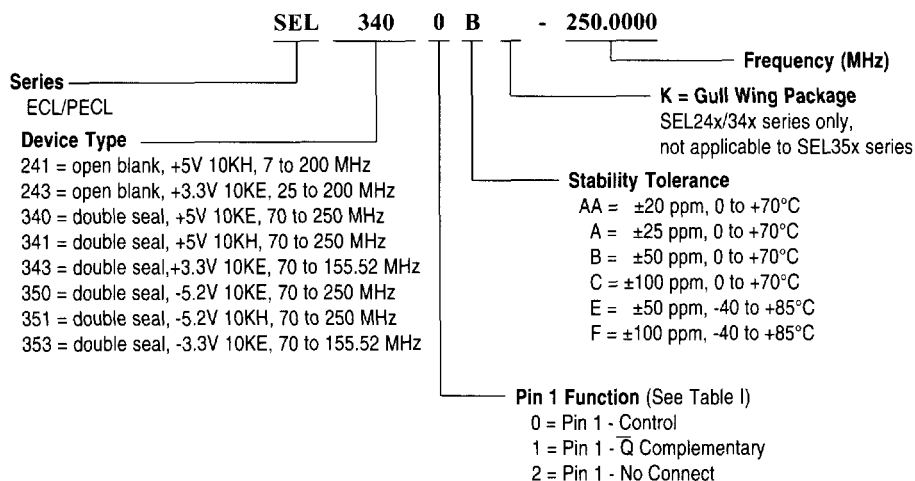 SEL 340 0 B - 250.0000
Frequency (MHz)
Series
ECL/PECL
K = Gull Wing Package
SEL24x/34x series only,
not applicable to SEL35x series
Device Type
241 = open blank, +5V 10KH, 7 to 200 MHz
243 = open blank, +3.3V 10KE, 25 to 200 MHz
340 = double seal, +5V 10KE, 70 to 250 MHz
341 = double seal, +5V 10KH, 70 to 250 MHz
343 = double seal,+3.3V 10KE, 70 to 155.52 MHz
350 = double seal, -5.2V 10KE, 70 to 250 MHz
351 = double seal, -5.2V 10KH, 70 to 250 MHz
353 = double seal, -3.3V 10KE, 70 to 155.52 MHz
Stability Tolerance
AA = ±20 ppm, 0 to +70°C
A = ±25 ppm, 0 to +70°C
B = ±50 ppm, 0 to +70°C
C = ±100 ppm, 0 to +70°C
E = ±50 ppm, -40 to +85°C
F = ±100 ppm, -40 to +85°C
Pin 1 Function (See Table I)
0 = Pin 1 - Control
1 = Pin 1 - Q̅ Complementary
2 = Pin 1 - No Connect